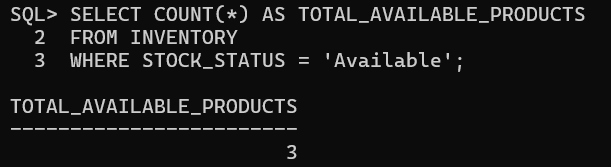 SQL> SELECT COUNT(*) AS TOTAL_AVAILABLE_PRODUCTS
  2  FROM INVENTORY
  3  WHERE STOCK_STATUS = 'Available';

TOTAL_AVAILABLE_PRODUCTS
------------------------
                       3